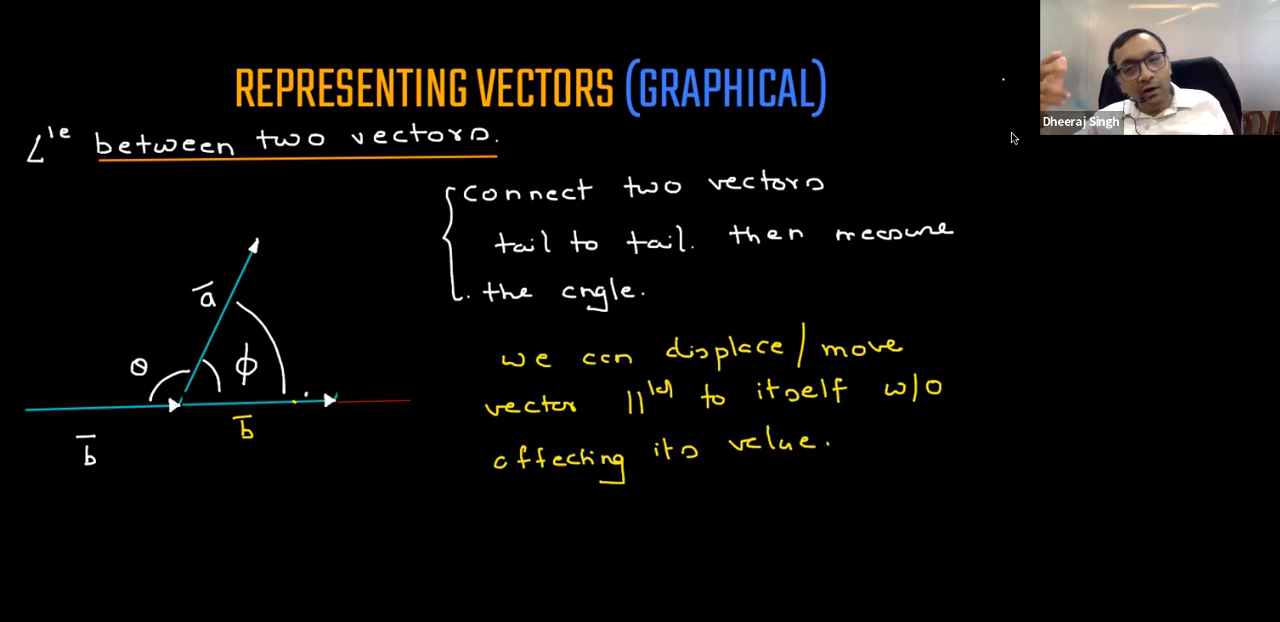 REPRESENTING VECTORS (GRAPHICAL)
Dheeraj Singh
∠le between two vectors.
connect two vectors
tail to tail. then measure
the angle.
a
θ
ϕ
b
b
we can displace/move
vector ||lel to itself w/o
affecting its value.